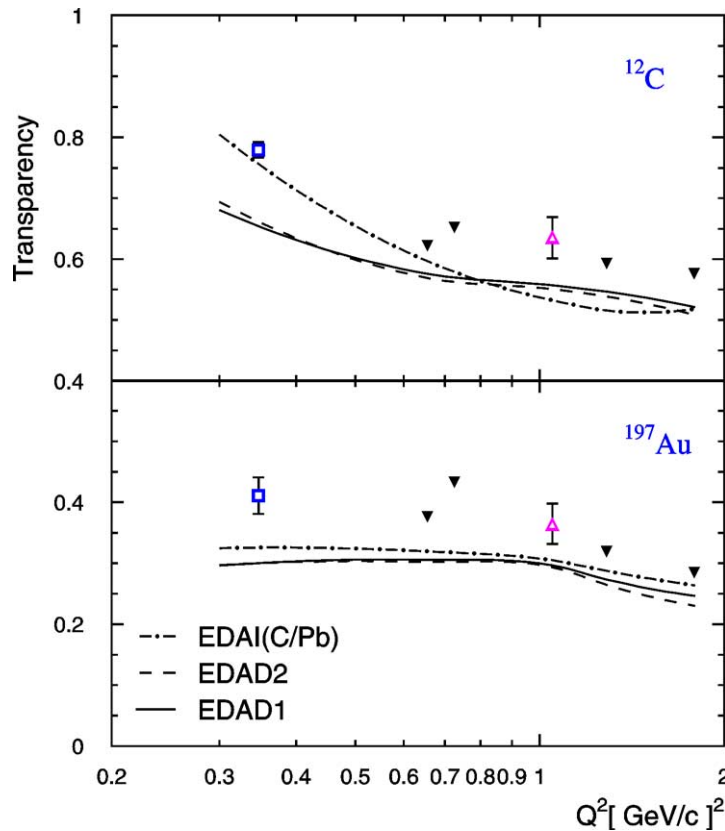 1
¹²C
0.8
Transparency
0.6
0.4
¹⁹⁷Au
0.4
0.2
EDAI(C/Pb)
EDAD2
EDAD1
0
0.2 0.3 0.4 0.5 0.6 0.7 0.8 0.9 1 2
Q² [ GeV/c ]²